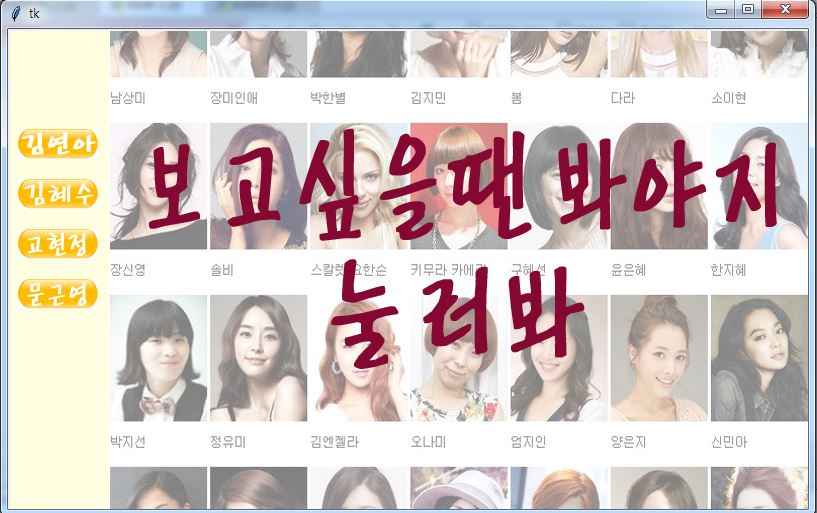 tk
남상미 장미인애 박한별 김지민 봄 다라 소이현
김연아
김혜수
고현정
문근영
보고싶을땐 봐야지
장신영 솔비 스칼렛 요한슨 키무라 카에라 구혜선 윤은혜 한지혜
눌러봐
박지선 정유미 김엔젤라 오나미 엄지인 양은지 신민아